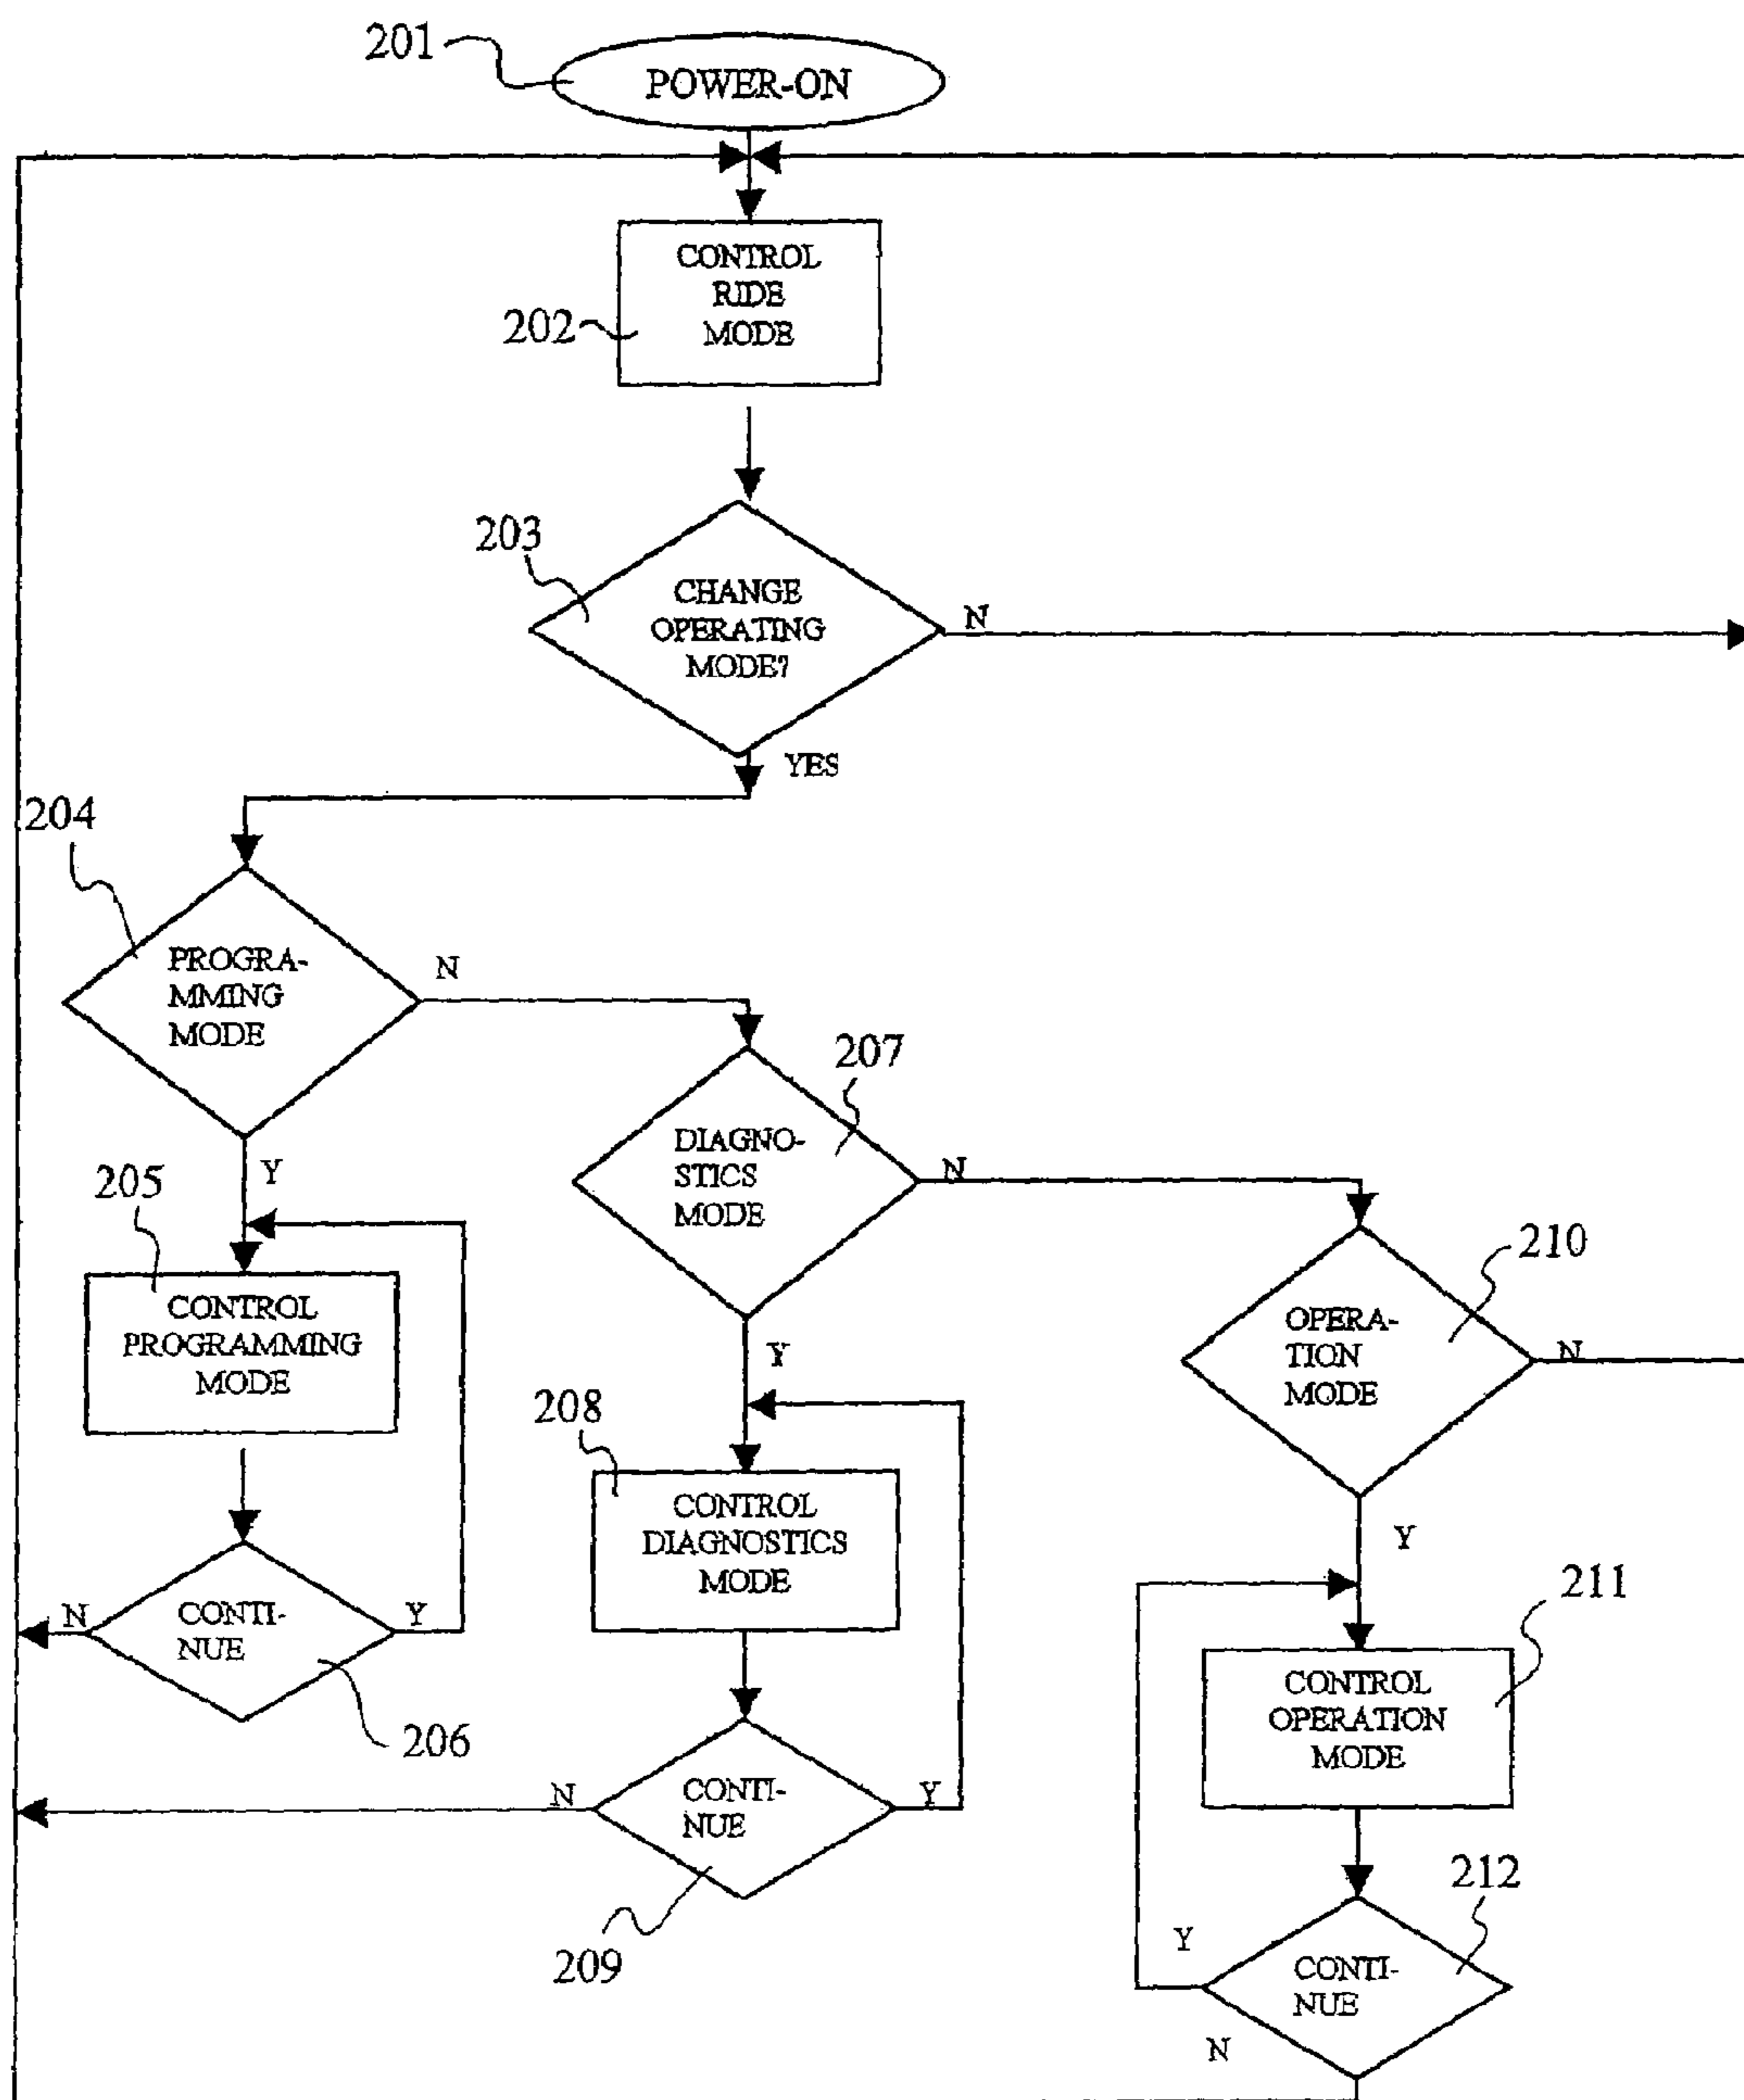 201
POWER-ON
CONTROL
RIDE
MODE
202
203
CHANGE
OPERATING
MODE?
N
YES
204
PROGRA-
MMING
MODE
N
Y
207
DIAGNO-
STICS
MODE
N
Y
210
OPERA-
TION
MODE
N
Y
205
CONTROL
PROGRAMMING
MODE
208
CONTROL
DIAGNOSTICS
MODE
211
CONTROL
OPERATION
MODE
N
CONTI-
NUE
Y
206
N
CONTI-
NUE
Y
209
212
Y
CONTI-
NUE
N